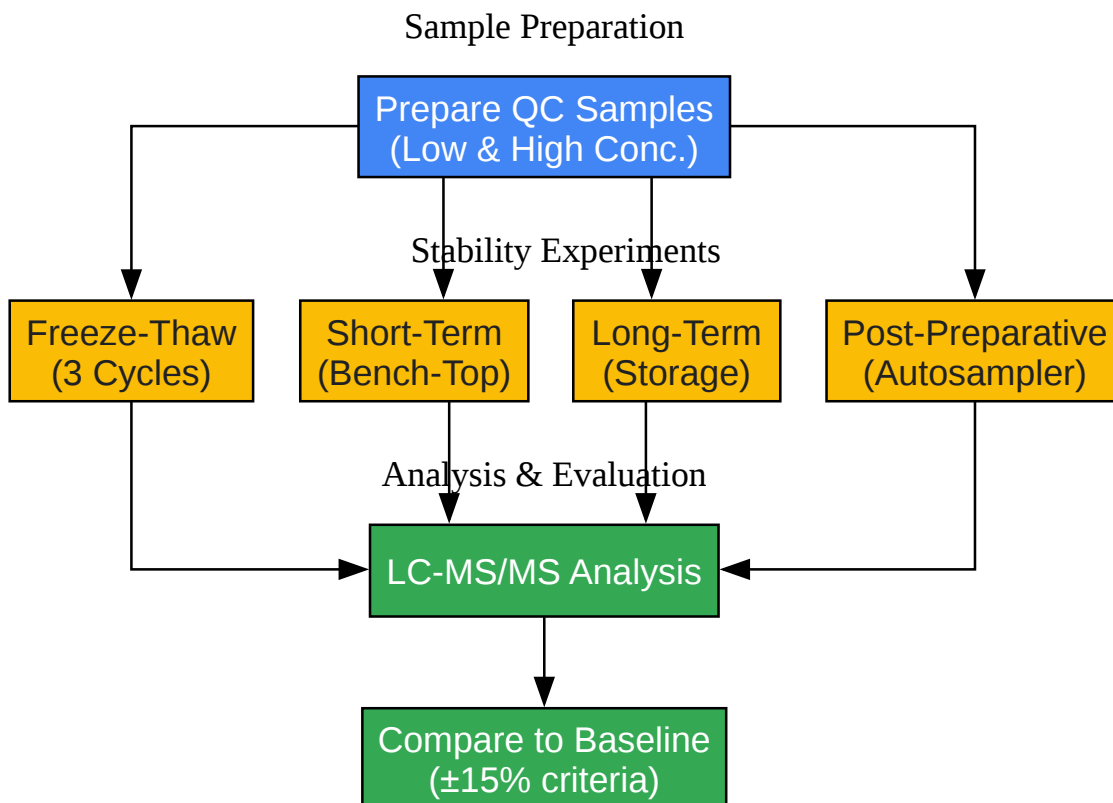 Sample Preparation
Prepare QC Samples
(Low & High Conc.)
Stability Experiments
Freeze-Thaw
(3 Cycles)
Short-Term
(Bench-Top)
Long-Term
(Storage)
Post-Preparative
(Autosampler)
Analysis & Evaluation
LC-MS/MS Analysis
Compare to Baseline
(±15% criteria)